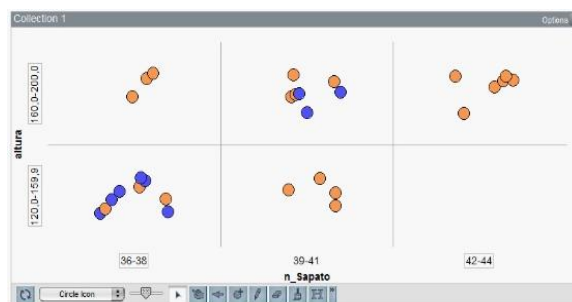 Collection 1
Options
160,0-200,0
altura
120,0-159,9
36-38
39-41
42-44
n_Sapato
Circle Icon